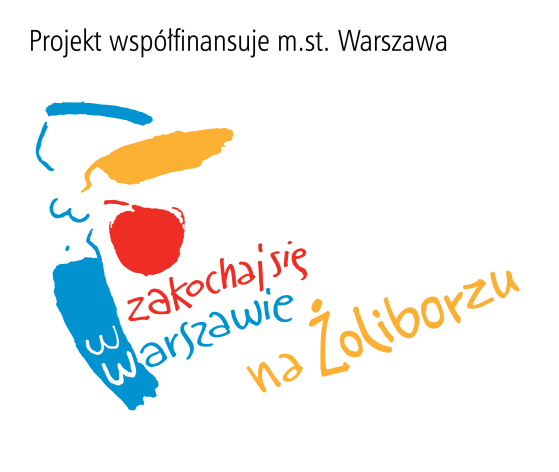 Projekt współfinansuje m.st. Warszawa
zakochaj się
w warszawie
na Żoliborzu